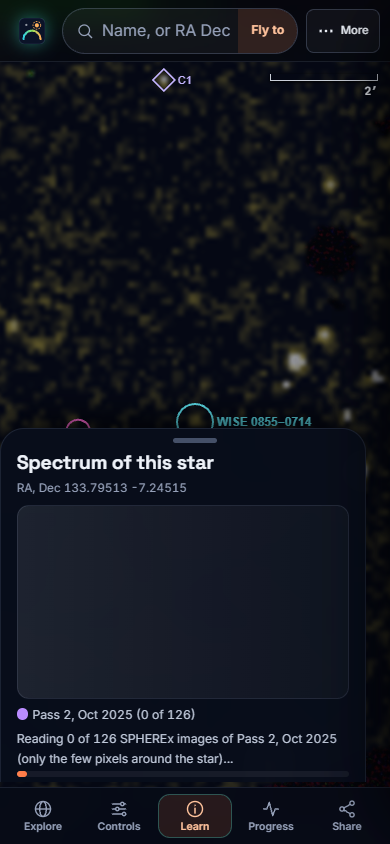 Name, or RA Dec
Fly to
••• More
C1
2′
WISE 0855−0714
Spectrum of this star
RA, Dec 133.79513 -7.24515
Pass 2, Oct 2025 (0 of 126)
Reading 0 of 126 SPHEREx images of Pass 2, Oct 2025
(only the few pixels around the star)…
Explore
Controls
Learn
Progress
Share